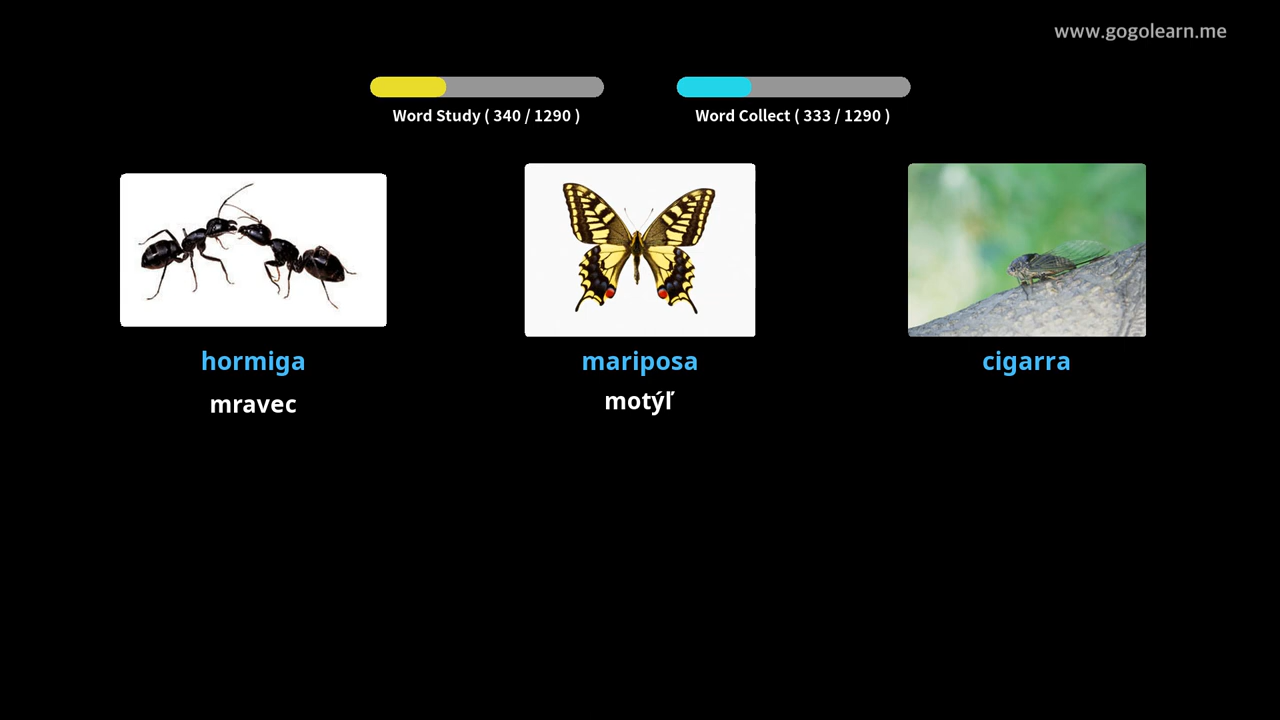 www.gogolearn.me
Word Study ( 340 / 1290 )
Word Collect ( 333 / 1290 )
hormiga
mariposa
cigarra
mravec
motýľ